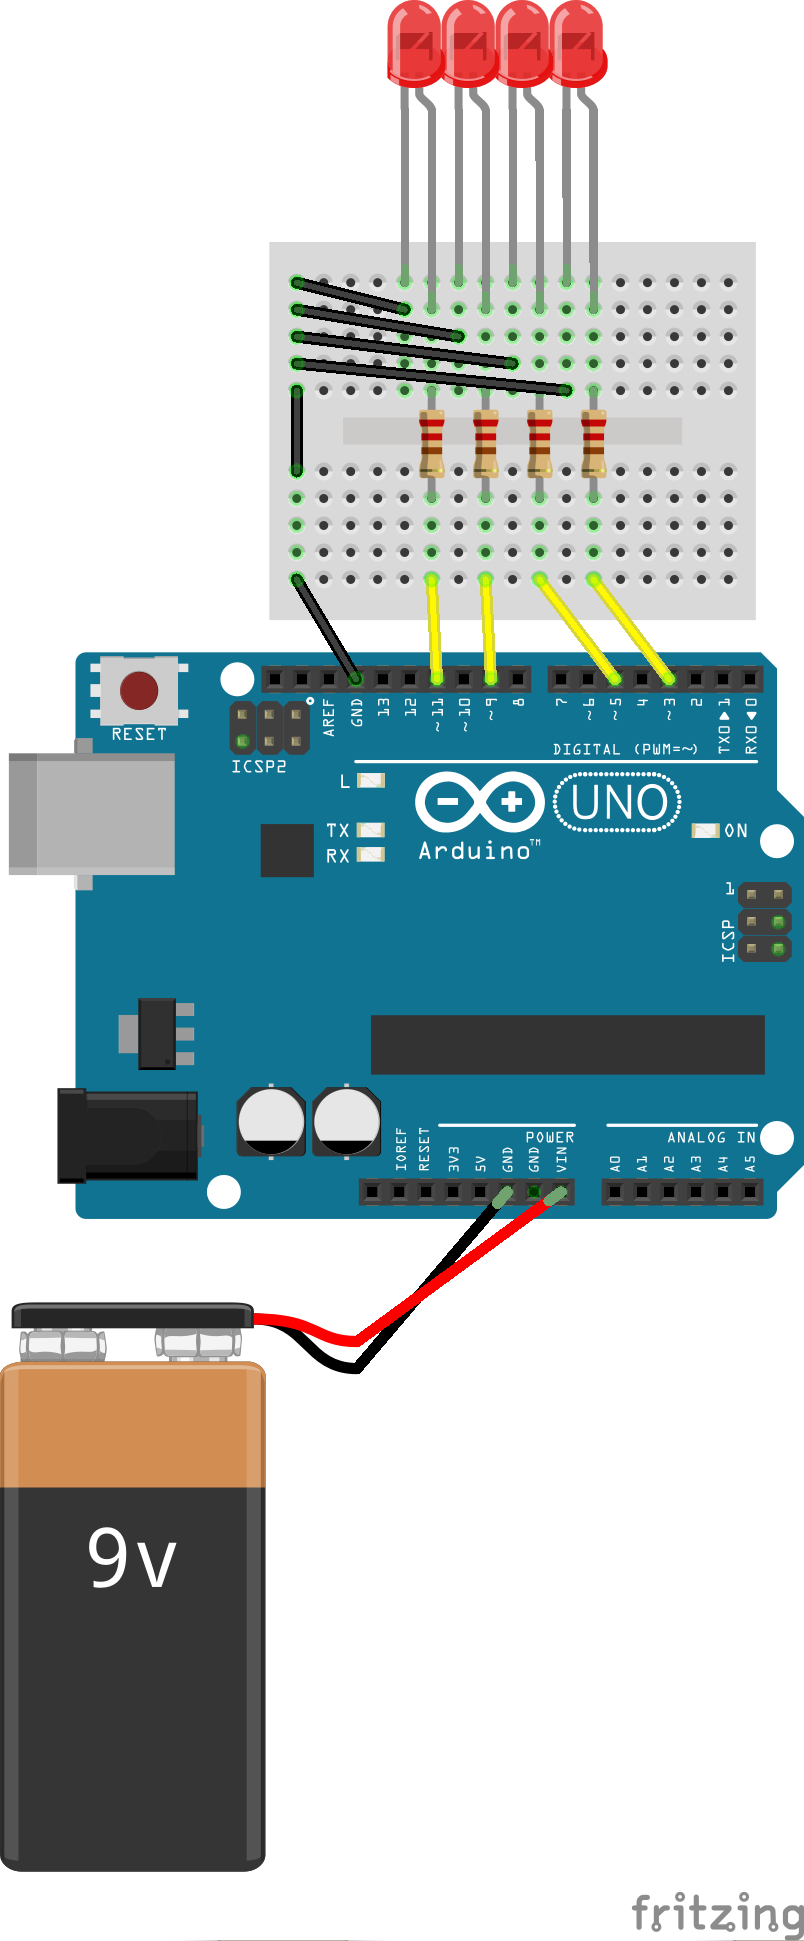 RESET
ICSP2
AREF
GND
13
12
~11
~10
~9
8
7
~6
~5
4
~3
2
TX0▶1
RX0◀0
DIGITAL (PWM=~)
L
TX
RX
Arduino™
UNO
ON
1
ICSP
IOREF
RESET
3V3
5V
GND
GND
VIN
POWER
ANALOG IN
A0
A1
A2
A3
A4
A5
9v
fritzing